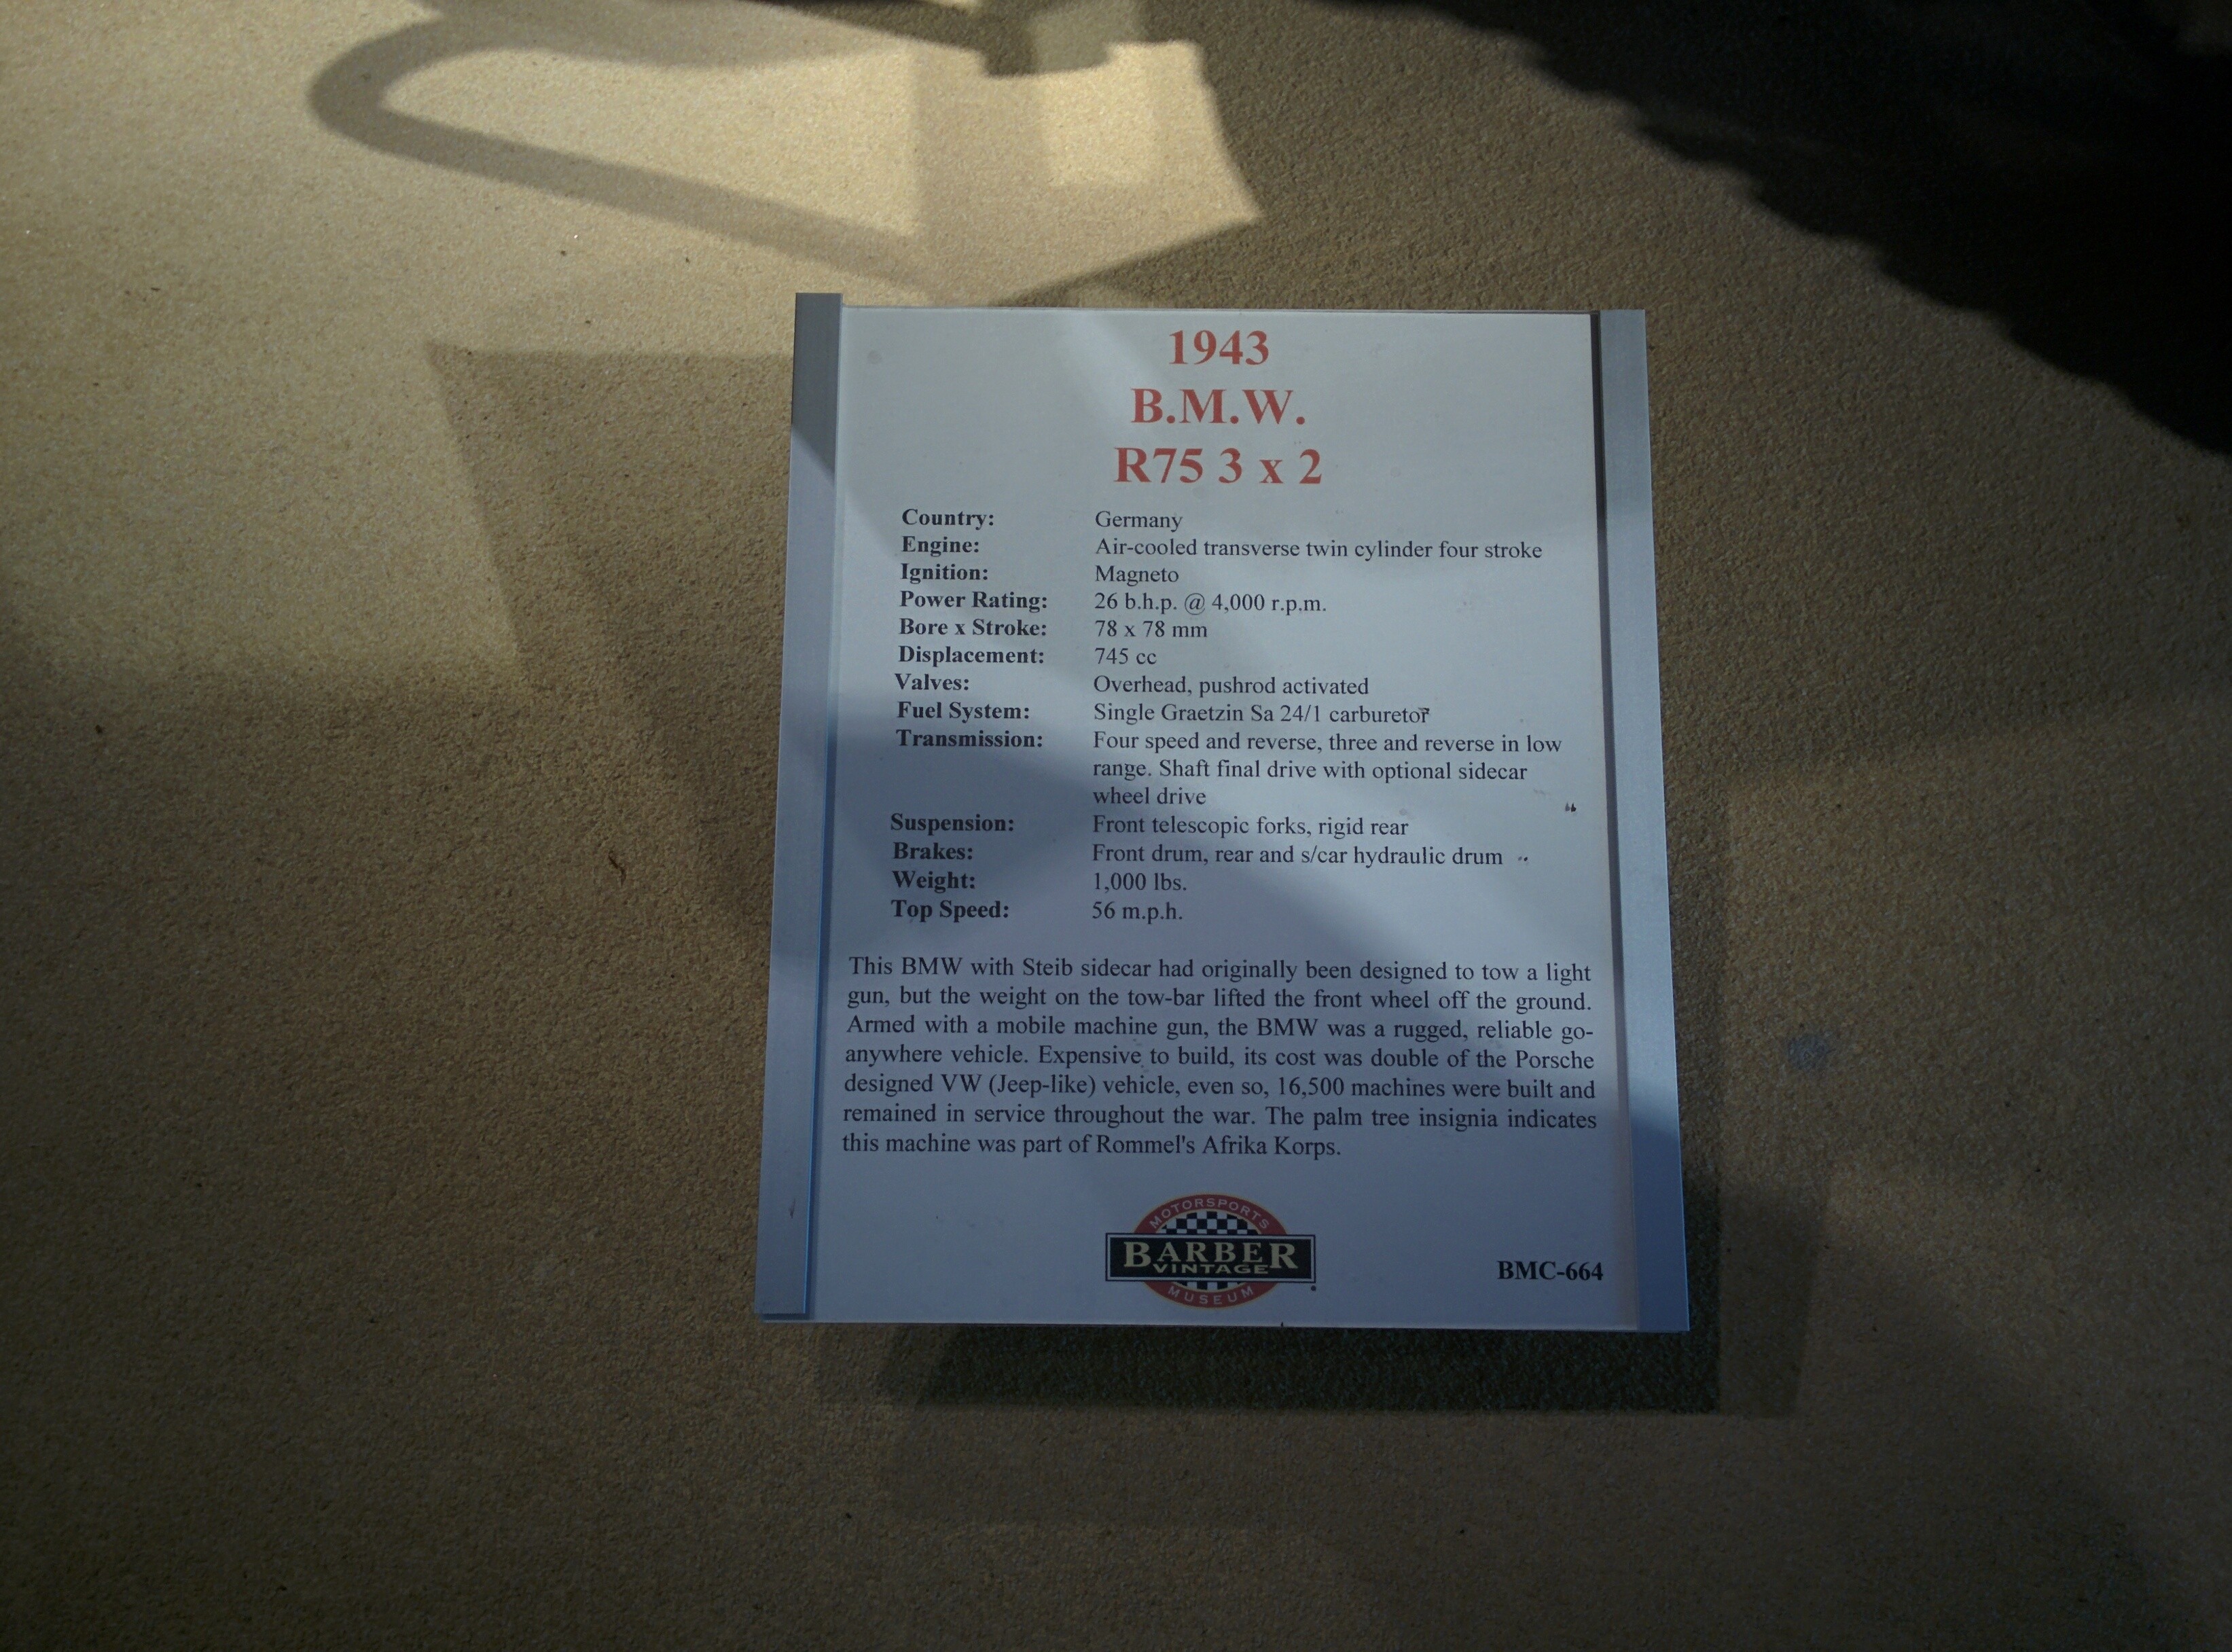 1943
B.M.W.
R75 3 x 2
Country: Germany
Engine: Air-cooled transverse twin cylinder four stroke
Ignition: Magneto
Power Rating: 26 b.h.p. @ 4,000 r.p.m.
Bore x Stroke: 78 x 78 mm
Displacement: 745 cc
Valves: Overhead, pushrod activated
Fuel System: Single Graetzin Sa 24/1 carburetor
Transmission: Four speed and reverse, three and reverse in low
range. Shaft final drive with optional sidecar
wheel drive
Suspension: Front telescopic forks, rigid rear
Brakes: Front drum, rear and s/car hydraulic drum
Weight: 1,000 lbs.
Top Speed: 56 m.p.h.
This BMW with Steib sidecar had originally been designed to tow a light
gun, but the weight on the tow-bar lifted the front wheel off the ground.
Armed with a mobile machine gun, the BMW was a rugged, reliable go-
anywhere vehicle. Expensive to build, its cost was double of the Porsche
designed VW (Jeep-like) vehicle, even so, 16,500 machines were built and
remained in service throughout the war. The palm tree insignia indicates
this machine was part of Rommel's Afrika Korps.
MOTORSPORTS
BARBER
VINTAGE
MUSEUM
BMC-664